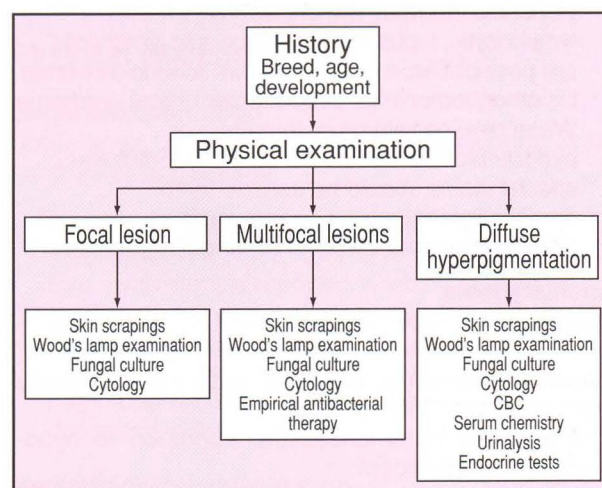 History
Breed, age,
development
Physical examination
Focal lesion
Multifocal lesions
Diffuse
hyperpigmentation
Skin scrapings
Wood's lamp examination
Fungal culture
Cytology
Skin scrapings
Wood's lamp examination
Fungal culture
Cytology
Empirical antibacterial
therapy
Skin scrapings
Wood's lamp examination
Fungal culture
Cytology
CBC
Serum chemistry
Urinalysis
Endocrine tests